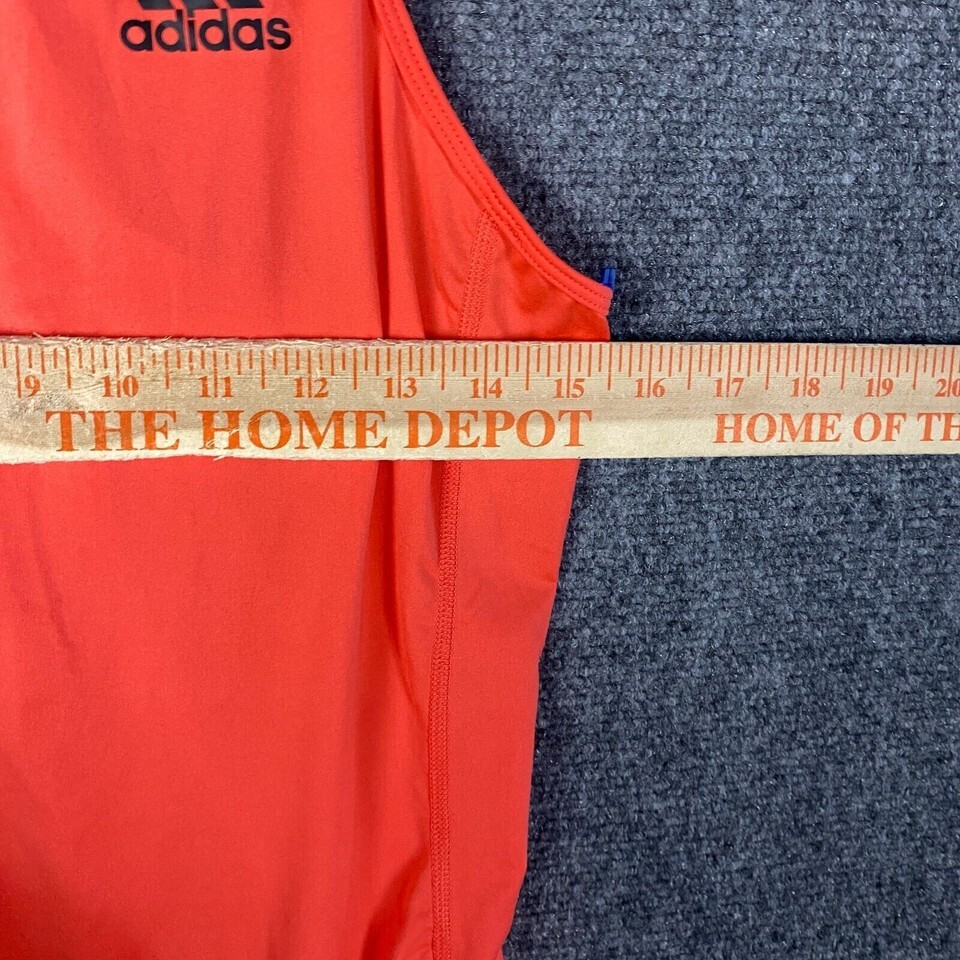 adidas
9 10 11 12 13 14 15 16 17 18 19 20
THE HOME DEPOT HOME OF TH